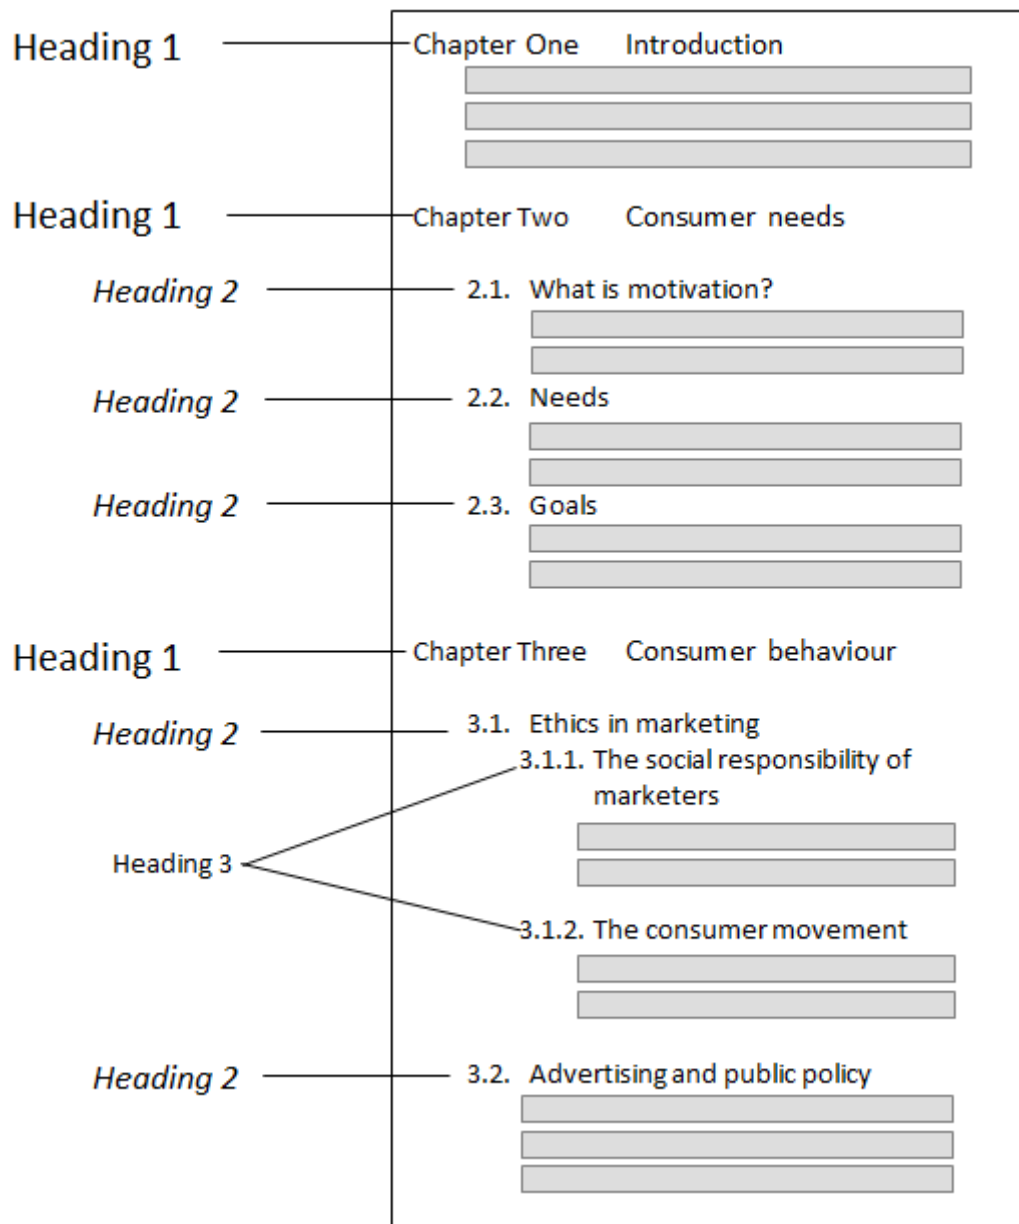 Heading 1 Chapter One Introduction
Heading 1 Chapter Two Consumer needs
Heading 2 2.1. What is motivation?
Heading 2 2.2. Needs
Heading 2 2.3. Goals
Heading 1 Chapter Three Consumer behaviour
Heading 2 3.1. Ethics in marketing
3.1.1. The social responsibility of
marketers
Heading 3
3.1.2. The consumer movement
Heading 2 3.2. Advertising and public policy